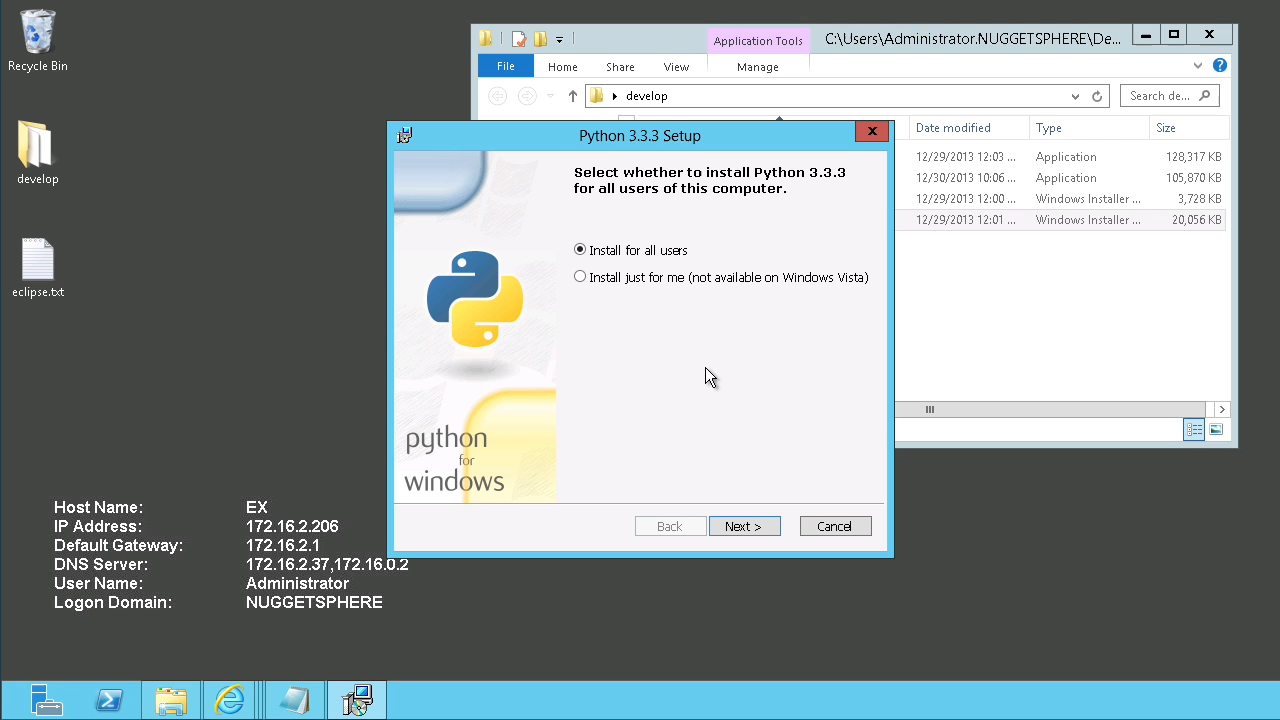 Recycle Bin
develop
eclipse.txt
Application Tools
C:\Users\Administrator.NUGGETSPHERE\De...
File
Home
Share
View
Manage
develop
Search de...
Date modified
Type
Size
12/29/2013 12:03 ...
Application
128,317 KB
12/30/2013 10:06 ...
Application
105,870 KB
12/29/2013 12:00 ...
Windows Installer ...
3,728 KB
12/29/2013 12:01 ...
Windows Installer ...
20,056 KB
Python 3.3.3 Setup
Select whether to install Python 3.3.3
for all users of this computer.
Install for all users
Install just for me (not available on Windows Vista)
python
for
windows
Back
Next >
Cancel
Host Name: EX
IP Address: 172.16.2.206
Default Gateway: 172.16.2.1
DNS Server: 172.16.2.37,172.16.0.2
User Name: Administrator
Logon Domain: NUGGETSPHERE